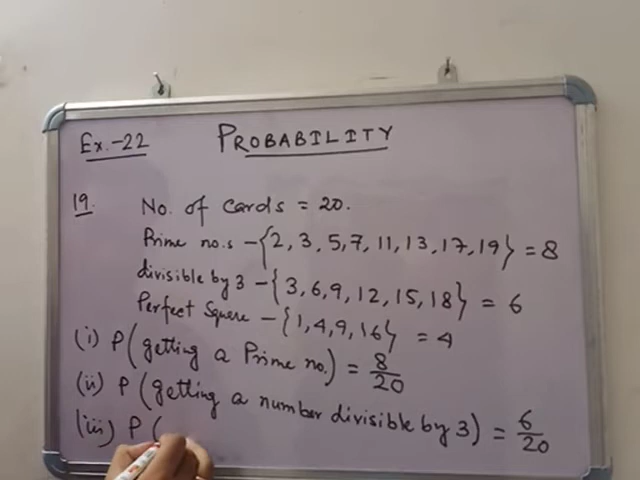 Ex.-22 PROBABILITY
19. No. of cards = 20.
Prime no.s - {2, 3, 5, 7, 11, 13, 17, 19} = 8
divisible by 3 - {3, 6, 9, 12, 15, 18} = 6
Perfect Square - {1, 4, 9, 16} = 4
(i) P (getting a Prime no.) = 8/20
(ii) P (getting a number divisible by 3) = 6/20
(iii) P (